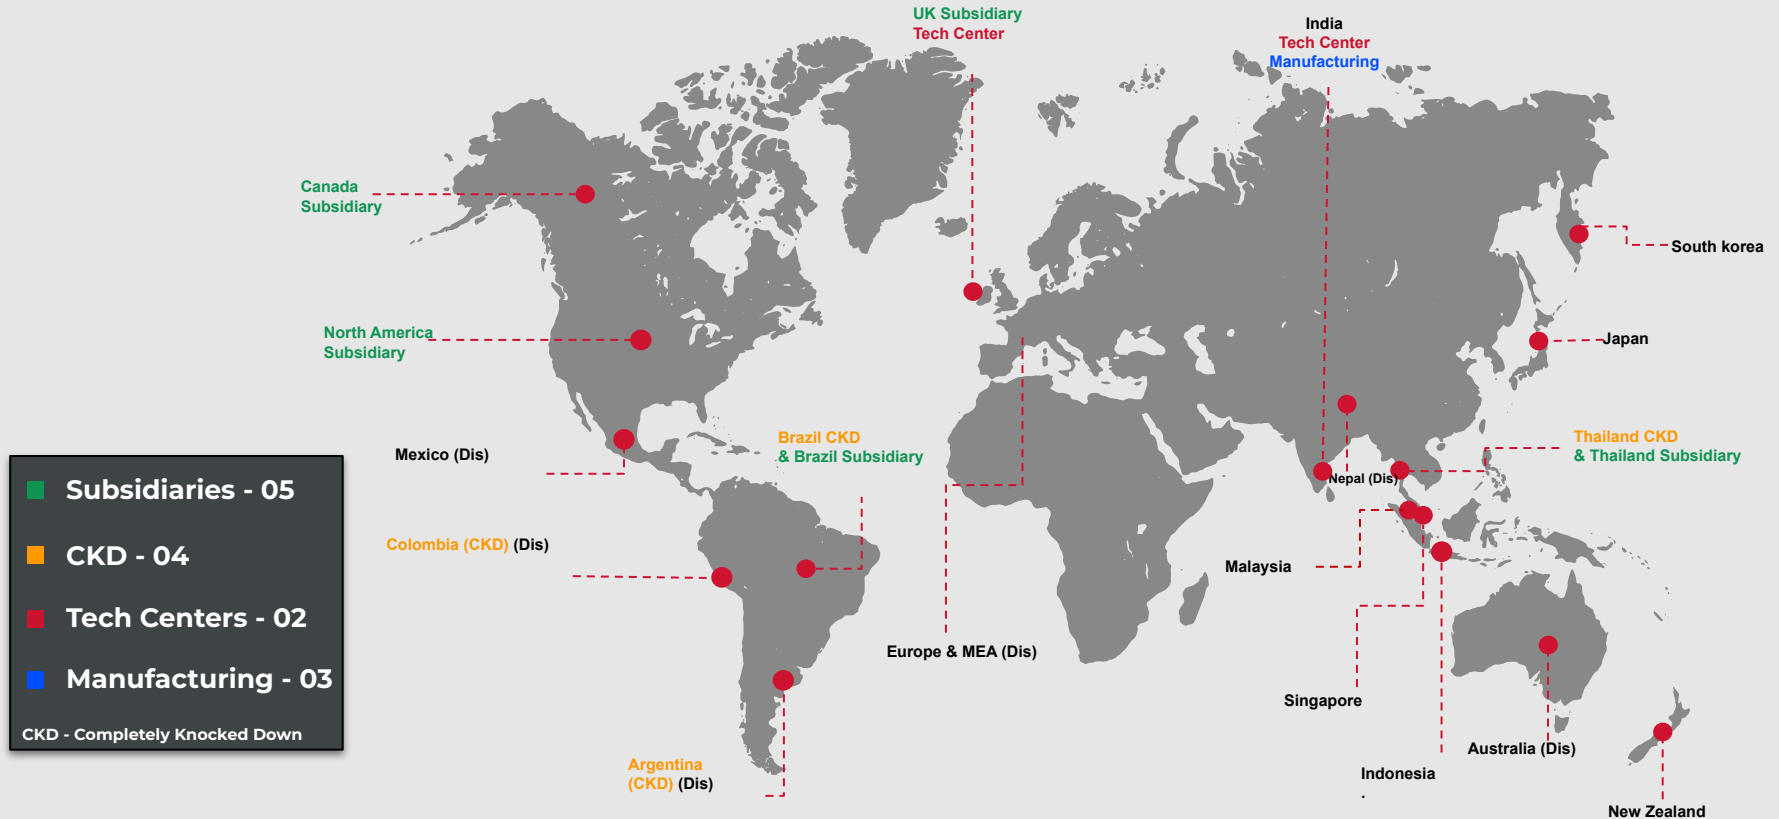 UK Subsidiary
Tech Center
India
Tech Center
Manufacturing
Canada
Subsidiary
South korea
North America
Subsidiary
Japan
Mexico (Dis)
Brazil CKD
& Brazil Subsidiary
Thailand CKD
& Thailand Subsidiary
Nepal (Dis)
Subsidiaries - 05
CKD - 04
Tech Centers - 02
Manufacturing - 03
CKD - Completely Knocked Down
Colombia (CKD) (Dis)
Malaysia
Europe & MEA (Dis)
Singapore
Australia (Dis)
Argentina
(CKD) (Dis)
Indonesia
.
New Zealand